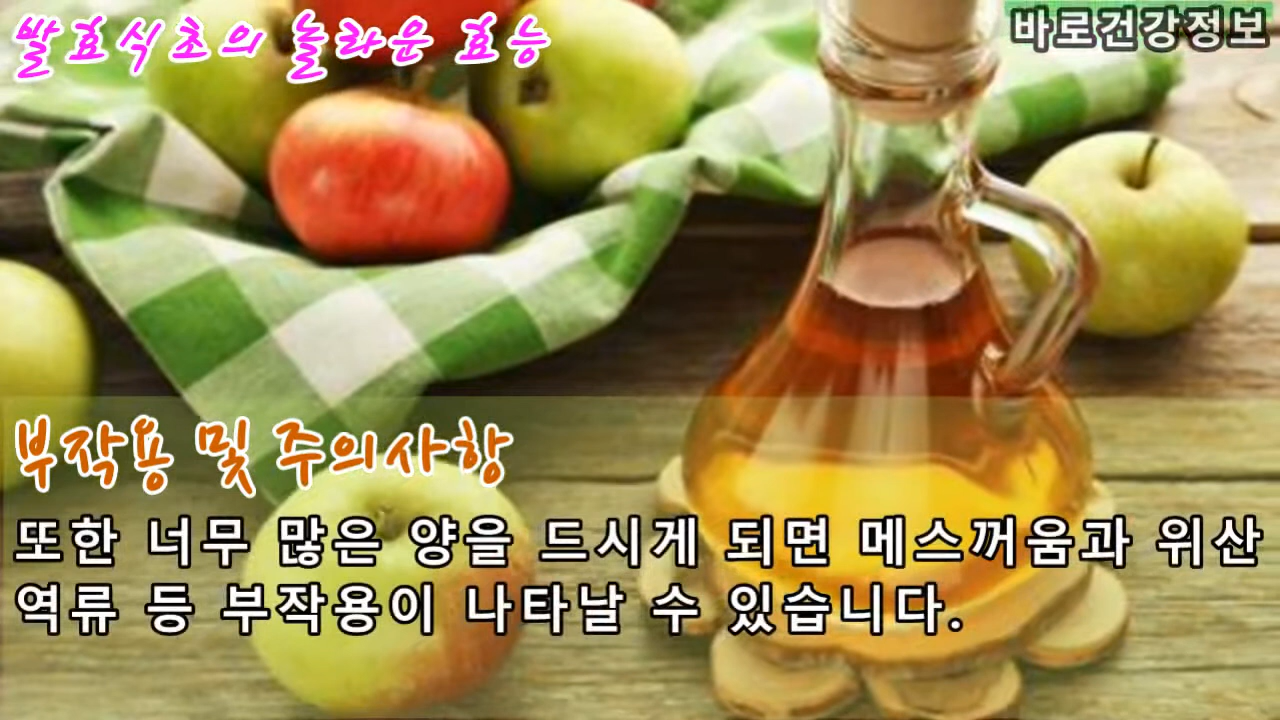 발효식초의 놀라운 효능
바로건강정보
부작용 및 주의사항
또한 너무 많은 양을 드시게 되면 메스꺼움과 위산
역류 등 부작용이 나타날 수 있습니다.